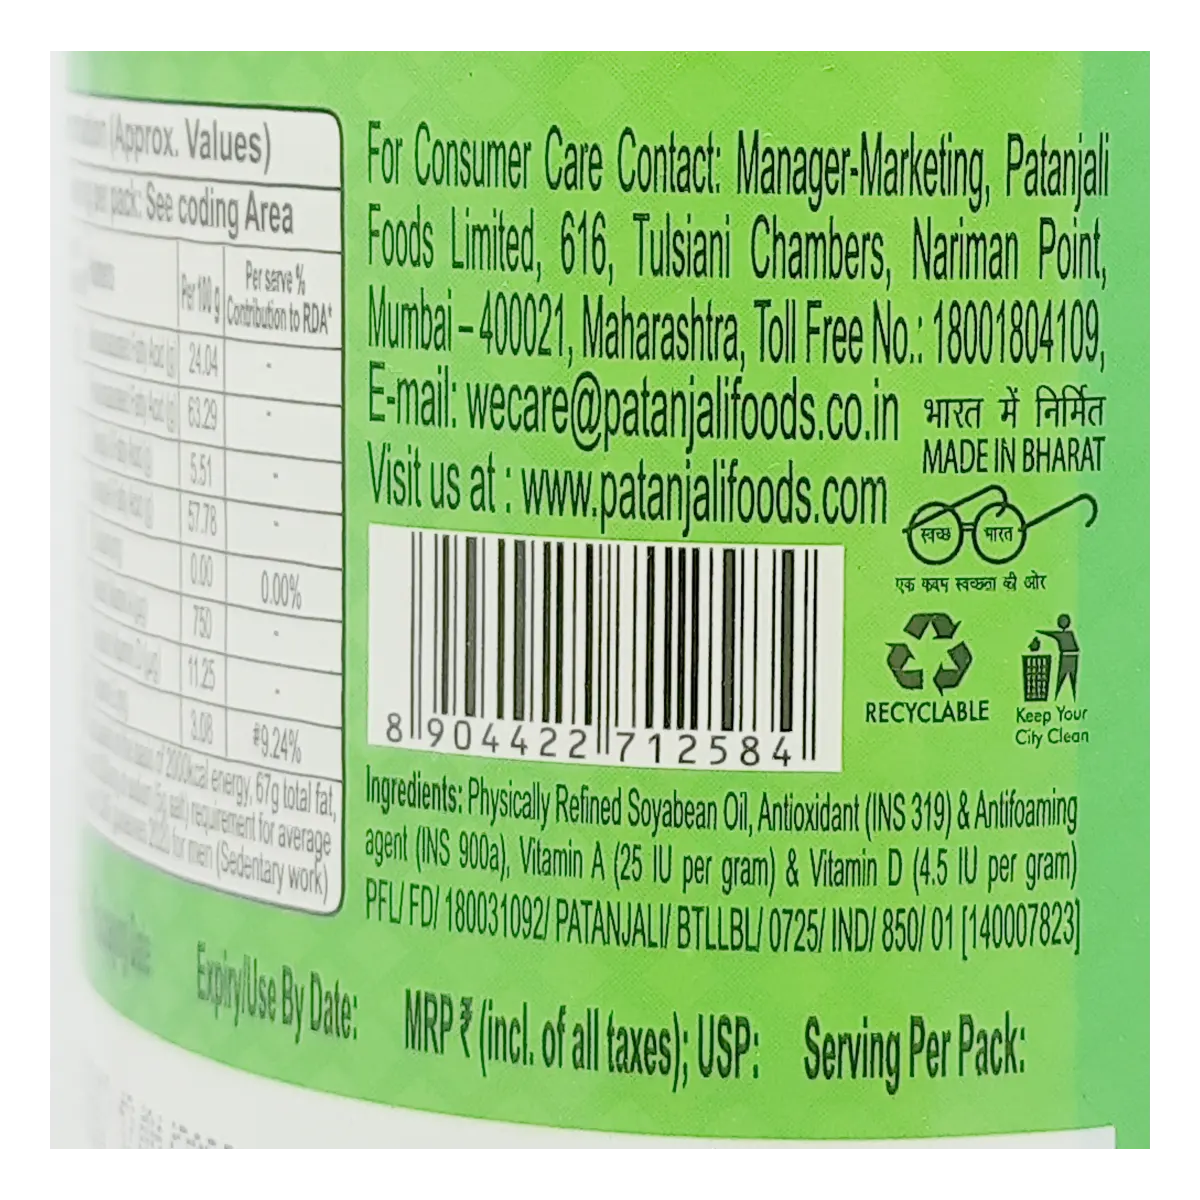 (Approx. Values)
per pack: See coding Area
Per 100 g
Per serve %
Contribution to RDA*
24.04 -
63.29 -
5.51 -
57.78 -
0.00 0.00%
750 -
11.25 -
3.08 #9.24%
of 2000kcal energy, 67g total fat,
requirement for average
for men (Sedentary work)
For Consumer Care Contact: Manager-Marketing, Patanjali
Foods Limited, 616, Tulsiani Chambers, Nariman Point,
Mumbai – 400021, Maharashtra, Toll Free No.: 18001804109,
E-mail: wecare@patanjalifoods.co.in
Visit us at : www.patanjalifoods.com
भारत में निर्मित
MADE IN BHARAT
स्वच्छ भारत
एक कदम स्वच्छता की ओर
RECYCLABLE
Keep Your
City Clean
8 904422 712584
Ingredients: Physically Refined Soyabean Oil, Antioxidant (INS 319) & Antifoaming
agent (INS 900a), Vitamin A (25 IU per gram) & Vitamin D (4.5 IU per gram)
PFL/ FD/ 180031092/ PATANJALI/ BTLLBL/ 0725/ IND/ 850/ 01 [140007823]
Expiry/Use By Date: MRP ₹ (incl. of all taxes); USP: Serving Per Pack: